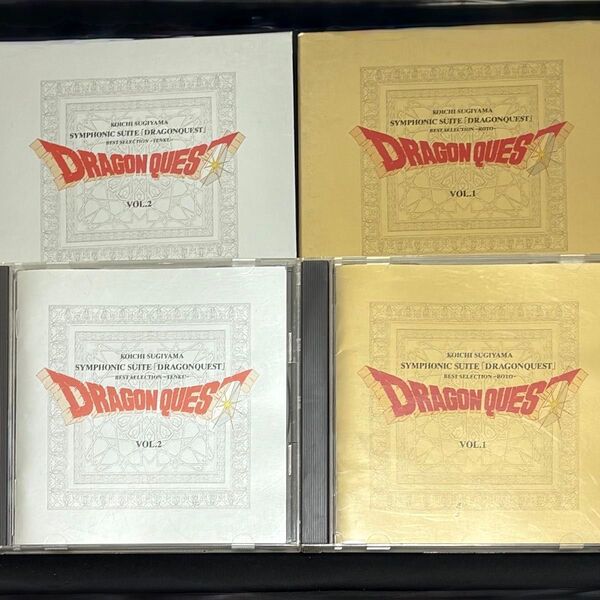 KOICHI SUGIYAMA
SYMPHONIC SUITE「DRAGONQUEST」
BEST SELECTION ~TENKU~
DRAGON QUEST
VOL.2
KOICHI SUGIYAMA
SYMPHONIC SUITE「DRAGONQUEST」
BEST SELECTION ~ROTO~
DRAGON QUEST
VOL.1
KOICHI SUGIYAMA
SYMPHONIC SUITE「DRAGONQUEST」
BEST SELECTION ~TENKU~
DRAGON QUEST
VOL.2
KOICHI SUGIYAMA
SYMPHONIC SUITE「DRAGONQUEST」
BEST SELECTION ~ROTO~
DRAGON QUEST
VOL.1